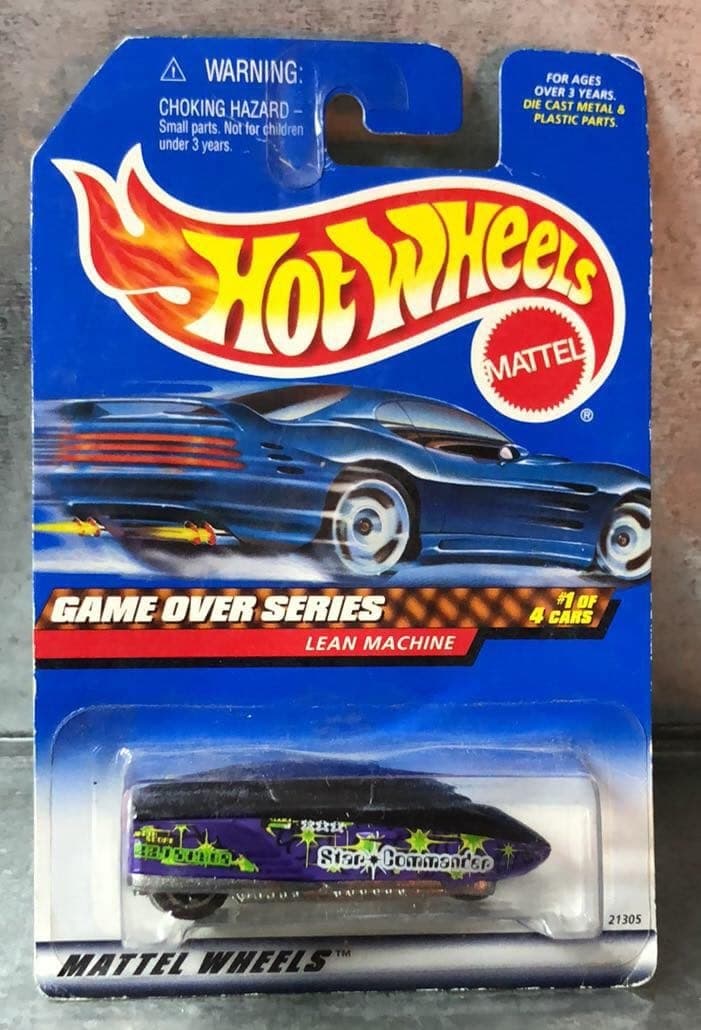 ⚠ WARNING:
CHOKING HAZARD –
Small parts. Not for children
under 3 years.
FOR AGES
OVER 3 YEARS.
DIE CAST METAL &
PLASTIC PARTS.
HOT WHEELS
MATTEL
®
GAME OVER SERIES
#1 OF
4 CARS
LEAN MACHINE
Star Commander
21305
MATTEL WHEELS™